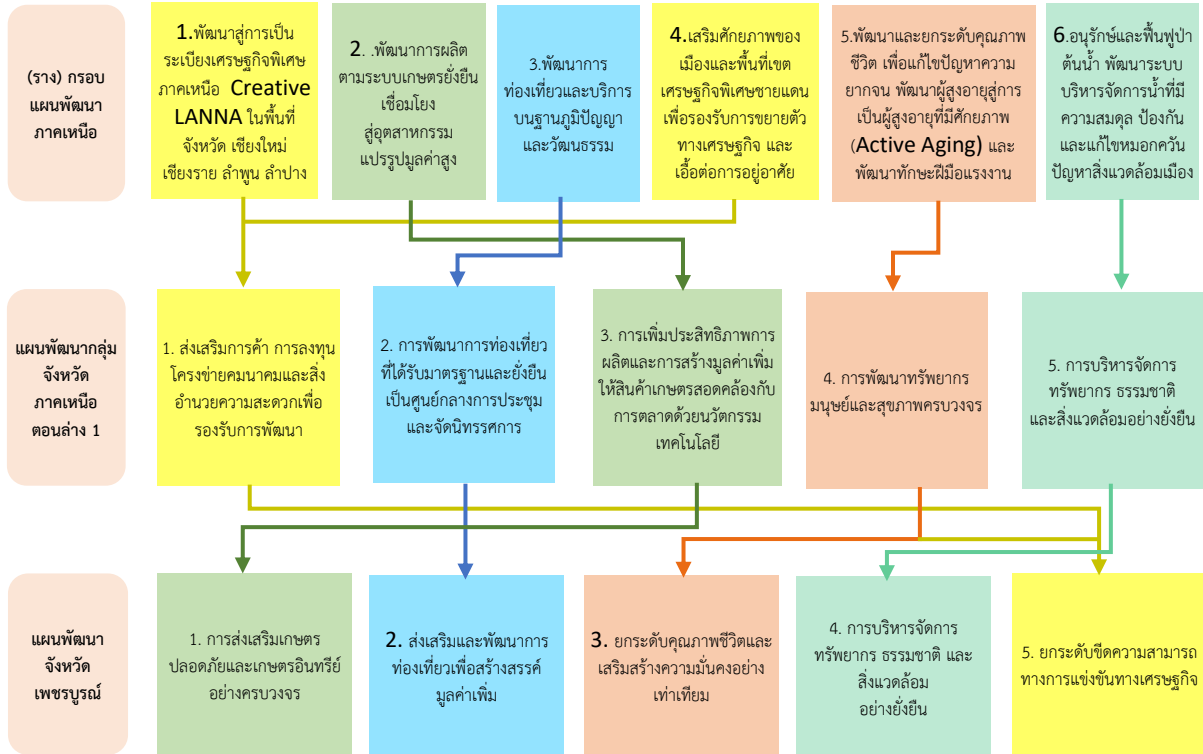 (ราง) กรอบ
แผนพัฒนา
ภาคเหนือ
1.พัฒนาสู่การเป็น
ระเบียงเศรษฐกิจพิเศษ
ภาคเหนือ Creative
LANNA ในพื้นที่
จังหวัด เชียงใหม่
เชียงราย ลำพูน ลำปาง
2. .พัฒนาการผลิต
ตามระบบเกษตรยั่งยืน
เชื่อมโยง
สู่อุตสาหกรรม
แปรรูปมูลค่าสูง
3.พัฒนาการ
ท่องเที่ยวและบริการ
บนฐานภูมิปัญญา
และวัฒนธรรม
4.เสริมศักยภาพของ
เมืองและพื้นที่เขต
เศรษฐกิจพิเศษชายแดน
เพื่อรองรับการขยายตัว
ทางเศรษฐกิจ และ
เอื้อต่อการอยู่อาศัย
5.พัฒนาและยกระดับคุณภาพ
ชีวิต เพื่อแก้ไขปัญหาความ
ยากจน พัฒนาผู้สูงอายุสู่การ
เป็นผู้สูงอายุที่มีศักยภาพ
(Active Aging) และ
พัฒนาทักษะฝีมือแรงงาน
6.อนุรักษ์และฟื้นฟูป่า
ต้นน้ำ พัฒนาระบบ
บริหารจัดการน้ำที่มี
ความสมดุล ป้องกัน
และแก้ไขหมอกควัน
ปัญหาสิ่งแวดล้อมเมือง
แผนพัฒนากลุ่ม
จังหวัด
ภาคเหนือ
ตอนล่าง 1
1. ส่งเสริมการค้า การลงทุน
โครงข่ายคมนาคมและสิ่ง
อำนวยความสะดวกเพื่อ
รองรับการพัฒนา
2. การพัฒนาการท่องเที่ยว
ที่ได้รับมาตรฐานและยั่งยืน
เป็นศูนย์กลางการประชุม
และจัดนิทรรศการ
3. การเพิ่มประสิทธิภาพการ
ผลิตและการสร้างมูลค่าเพิ่ม
ให้สินค้าเกษตรสอดคล้องกับ
การตลาดด้วยนวัตกรรม
เทคโนโลยี
4. การพัฒนาทรัพยากร
มนุษย์และสุขภาพครบวงจร
5. การบริหารจัดการ
ทรัพยากร ธรรมชาติ
และสิ่งแวดล้อมอย่างยั่งยืน
แผนพัฒนา
จังหวัด
เพชรบูรณ์
1. การส่งเสริมเกษตร
ปลอดภัยและเกษตรอินทรีย์
อย่างครบวงจร
2. ส่งเสริมและพัฒนาการ
ท่องเที่ยวเพื่อสร้างสรรค์
มูลค่าเพิ่ม
3. ยกระดับคุณภาพชีวิตและ
เสริมสร้างความมั่นคงอย่าง
เท่าเทียม
4. การบริหารจัดการ
ทรัพยากร ธรรมชาติ และ
สิ่งแวดล้อม
อย่างยั่งยืน
5. ยกระดับขีดความสามารถ
ทางการแข่งขันทางเศรษฐกิจ